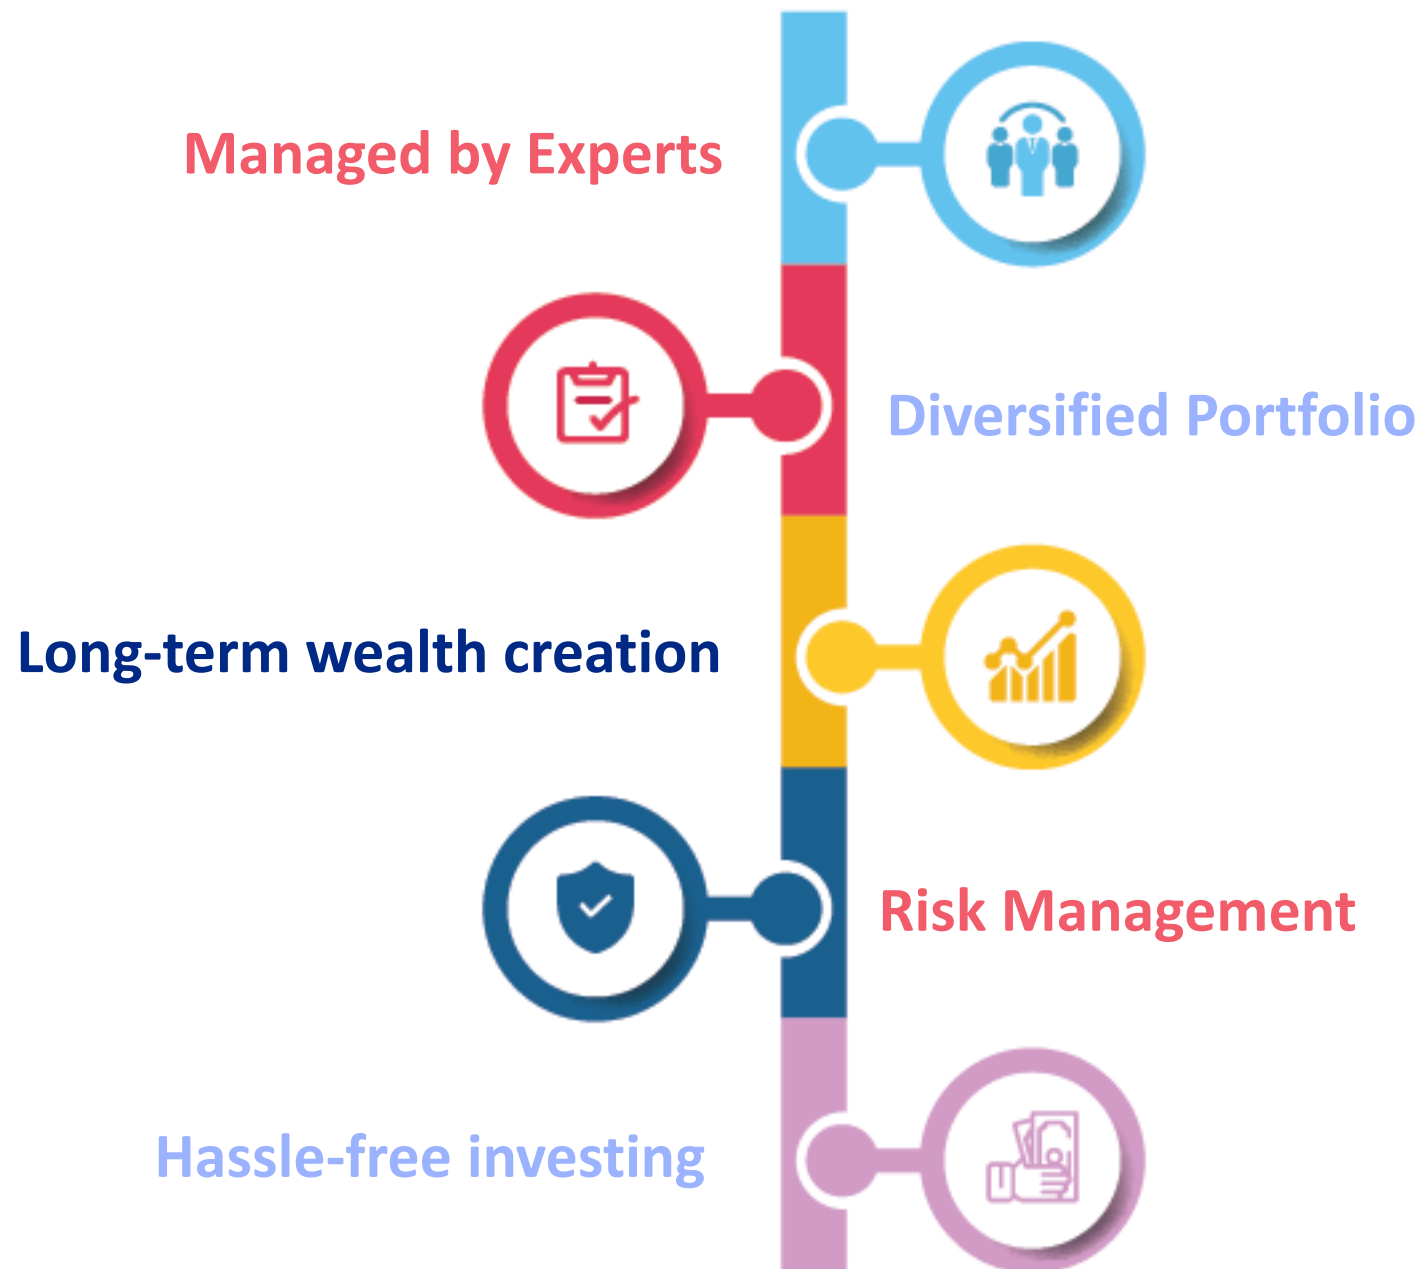 Managed by Experts
Diversified Portfolio
Long-term wealth creation
Risk Management
Hassle-free investing